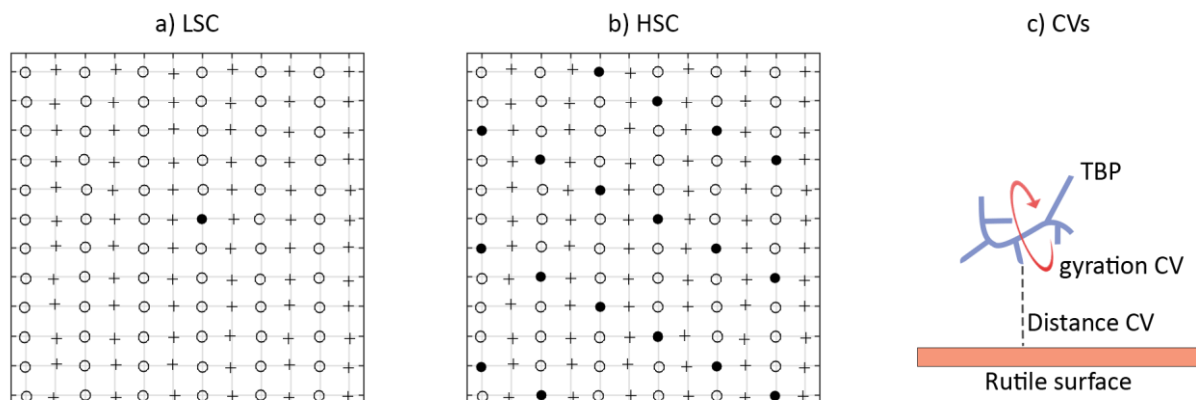 a) LSC
b) HSC
c) CVs
TBP
gyration CV
Distance CV
Rutile surface